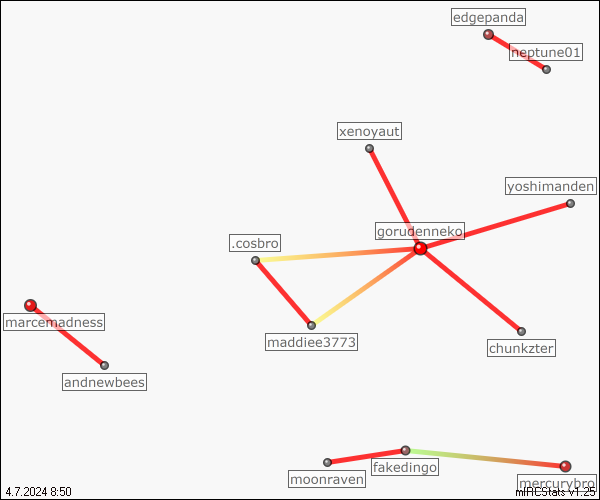 edgepanda
neptune01
xenoyaut
yoshimanden
gorudenneko
.cosbro
marcemadness
maddiee3773
chunkzter
andnewbees
fakedingo
moonraven
mercurybro
4.7.2024 8:50
mIRCStats v1.25